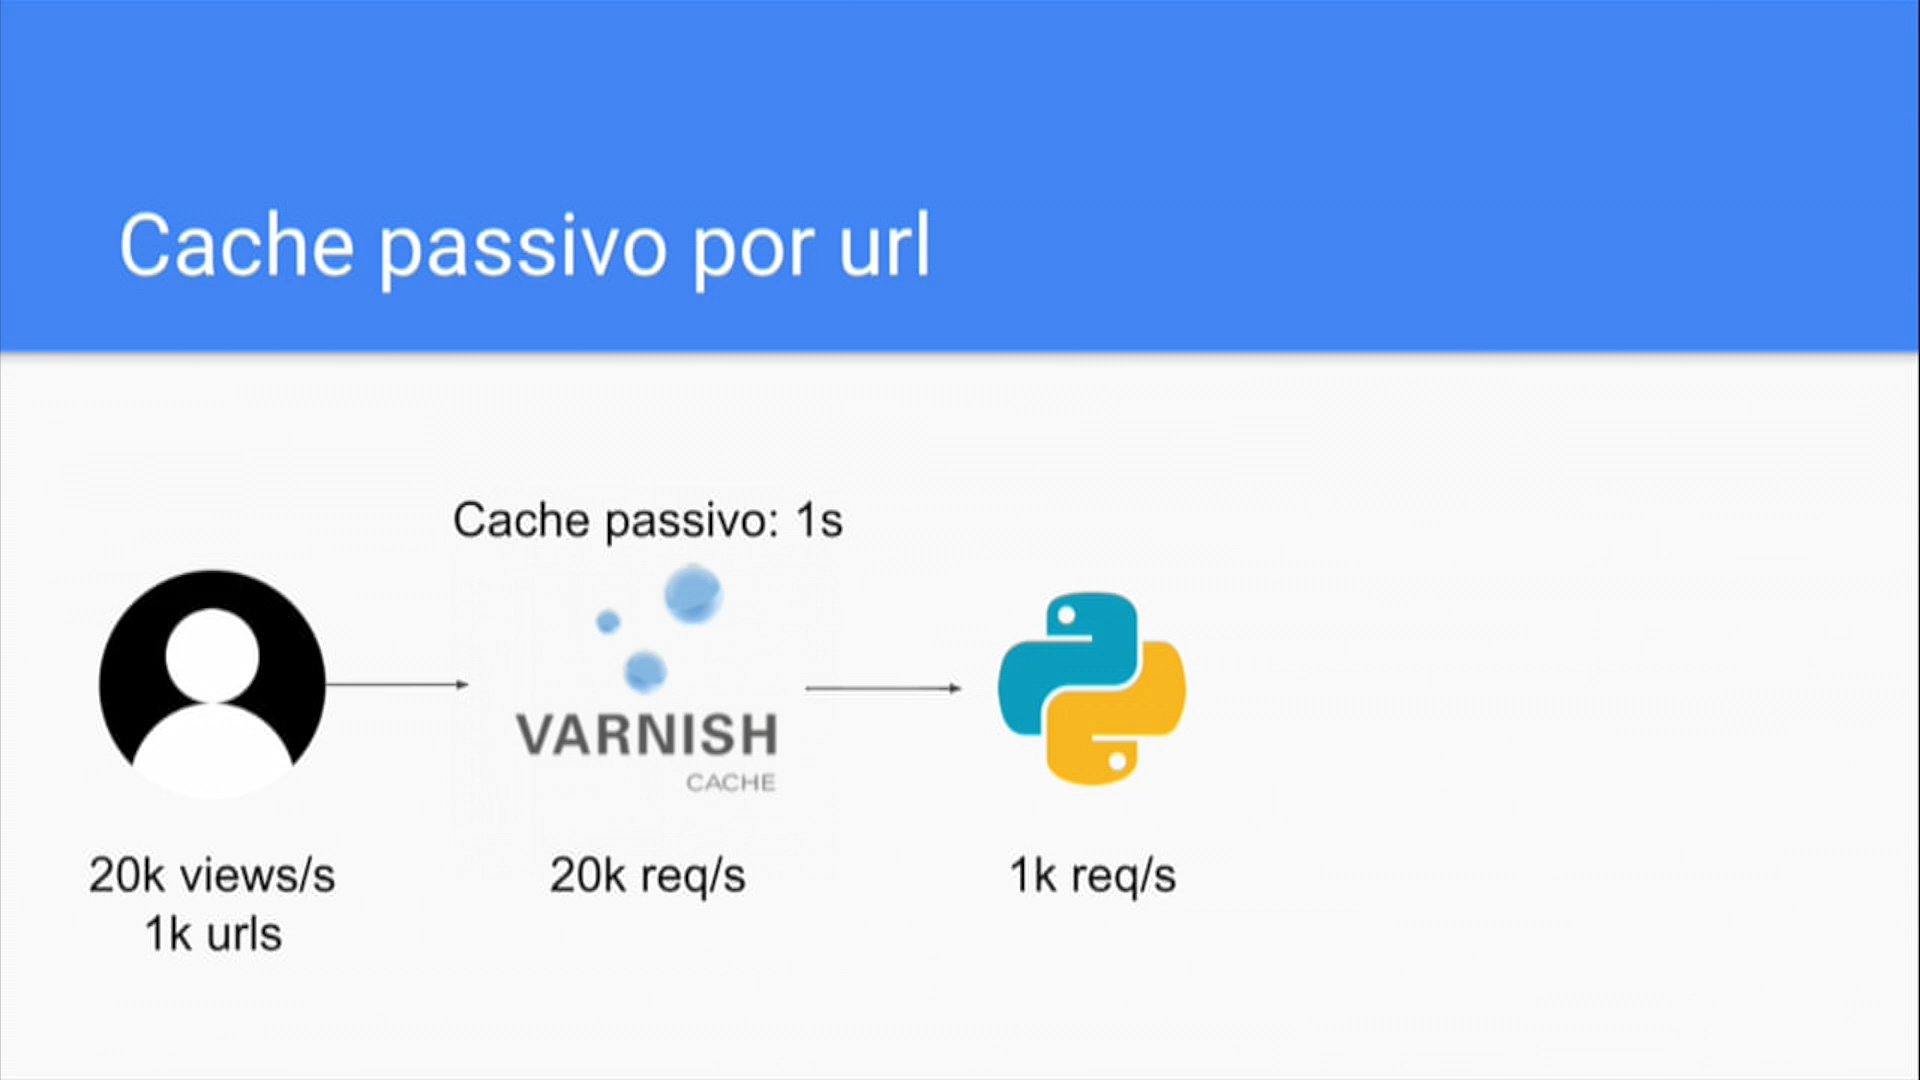 Cache passivo por url
Cache passivo: 1s
VARNISH
CACHE
20k views/s
1k urls
20k req/s
1k req/s